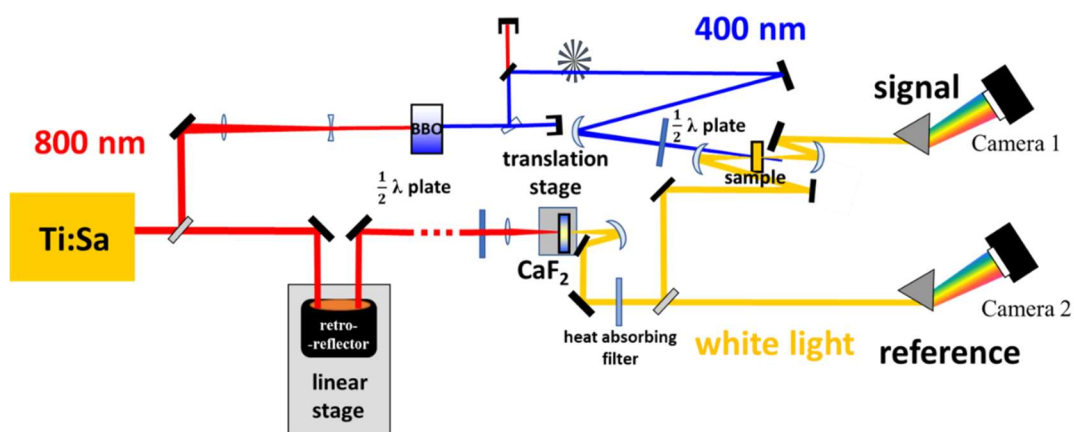 400 nm
signal
Camera 1
800 nm
BBO
1/2 λ plate
translation
stage
sample
1/2 λ plate
Ti:Sa
CaF₂
retro-
-reflector
linear
stage
heat absorbing
filter
white light
reference
Camera 2